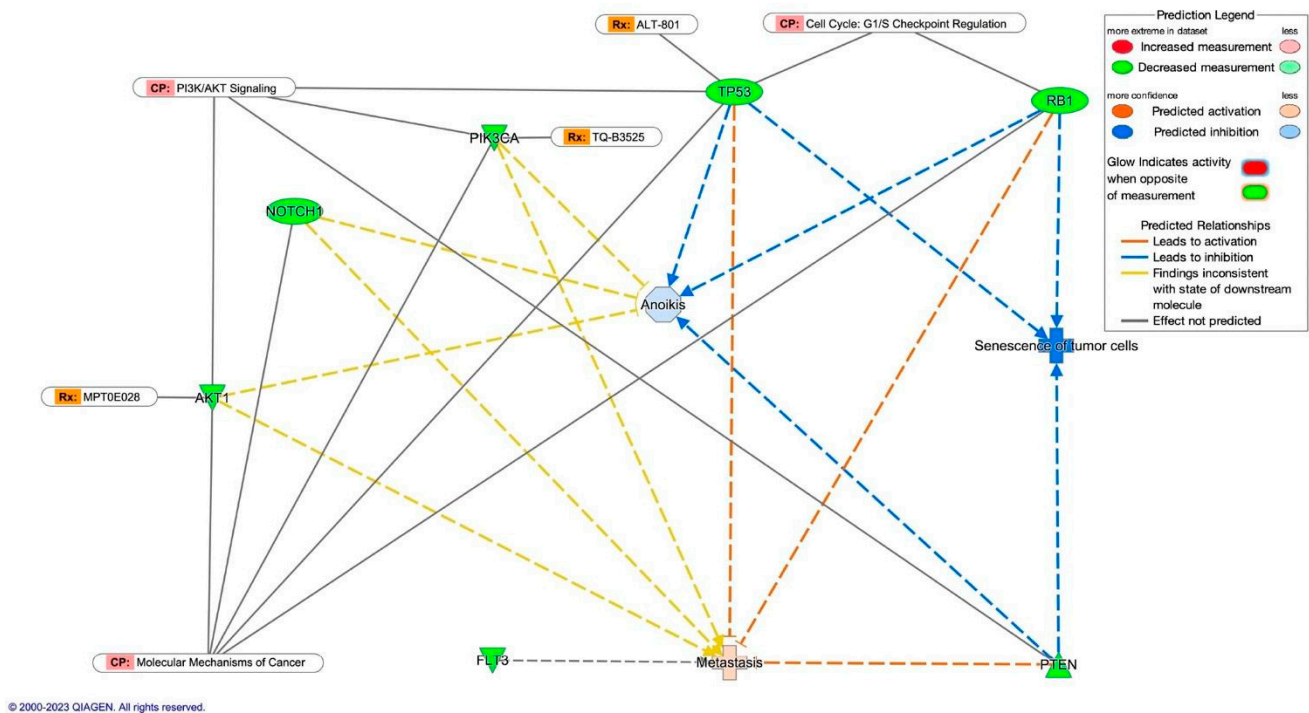 Rx: ALT-801
CP: Cell Cycle: G1/S Checkpoint Regulation
CP: PI3K/AKT Signaling
TP53
RB1
PIK3CA
Rx: TQ-B3525
NOTCH1
Anoikis
Senescence of tumor cells
Rx: MPT0E028
AKT1
CP: Molecular Mechanisms of Cancer
FLT3
Metastasis
PTEN
Prediction Legend
more extreme in dataset less
Increased measurement
Decreased measurement
more confidence less
Predicted activation
Predicted inhibition
Glow Indicates activity
when opposite
of measurement
Predicted Relationships
Leads to activation
Leads to inhibition
Findings inconsistent
with state of downstream
molecule
Effect not predicted
© 2000-2023 QIAGEN. All rights reserved.